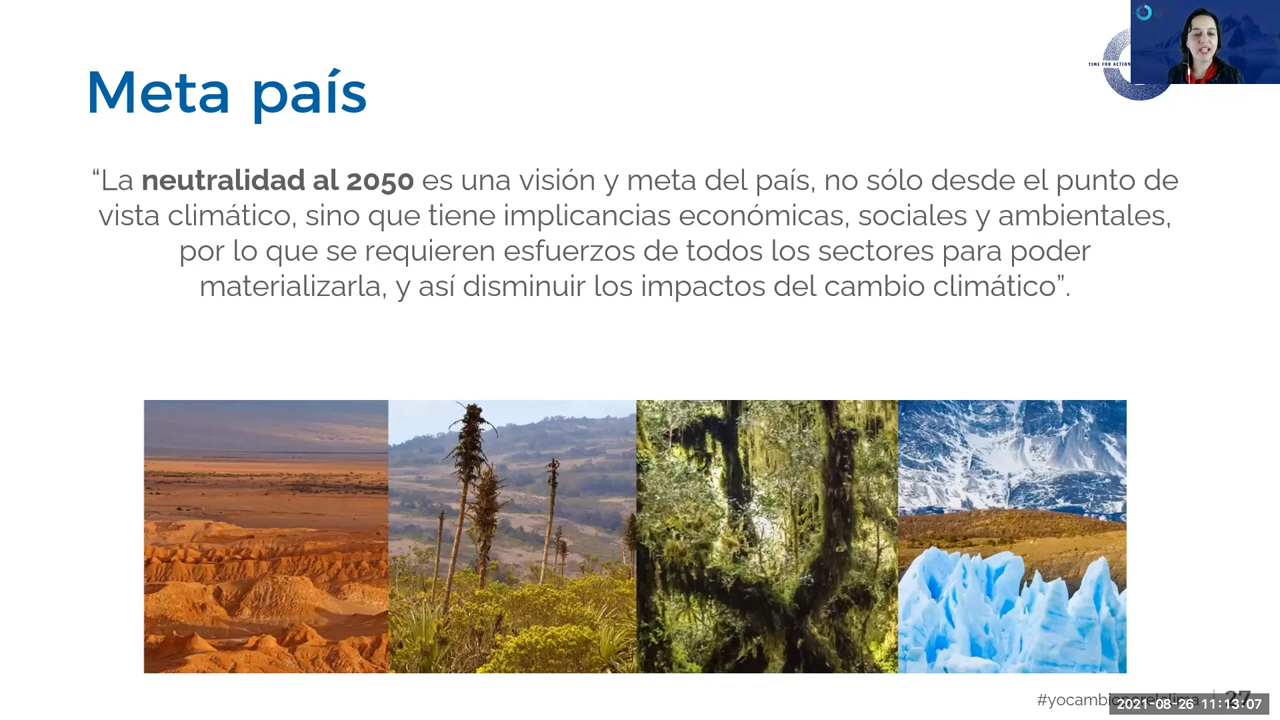 TIME FOR ACTION
Meta país
“La neutralidad al 2050 es una visión y meta del país, no sólo desde el punto de
vista climático, sino que tiene implicancias económicas, sociales y ambientales,
por lo que se requieren esfuerzos de todos los sectores para poder
materializarla, y así disminuir los impactos del cambio climático”.
#yocambioporelclima | 27
2021-08-26 11:13:07